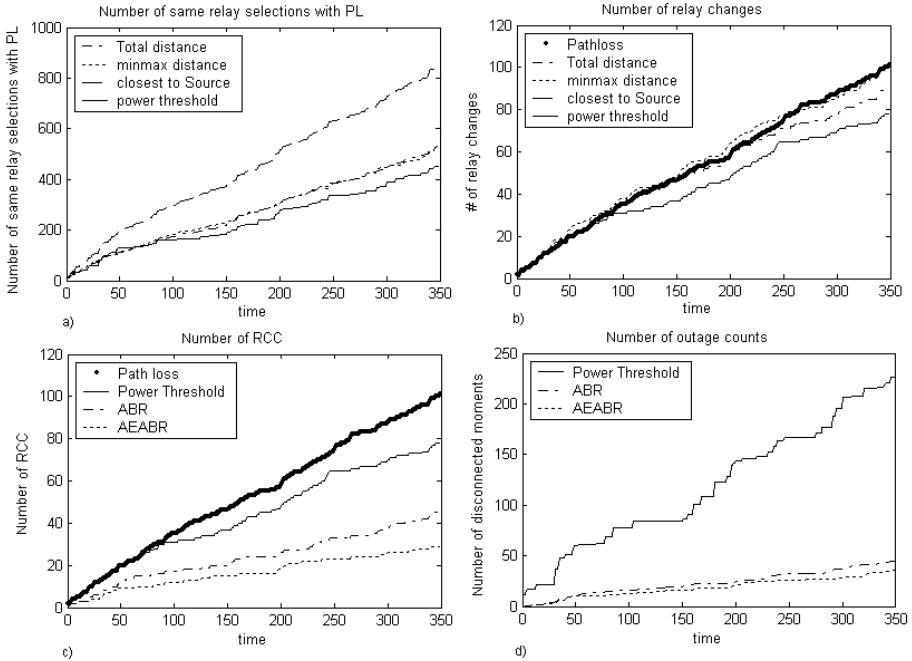 Number of same relay selections with PL
Number of same relay selections with PL
1000
800
600
400
200
0
Total distance
minmax distance
closest to Source
power threshold
0 50 100 150 200 250 300 350
time
a)
Number of relay changes
# of relay changes
120
100
80
60
40
20
0
Pathloss
Total distance
minmax distance
closest to Source
power threshold
0 50 100 150 200 250 300 350
time
b)
Number of RCC
Number of RCC
120
100
80
60
40
20
0
Path loss
Power Threshold
ABR
AEABR
0 50 100 150 200 250 300 350
time
c)
Number of outage counts
Number of disconnected moments
250
200
150
100
50
0
Power Threshold
ABR
AEABR
0 50 100 150 200 250 300 350
time
d)